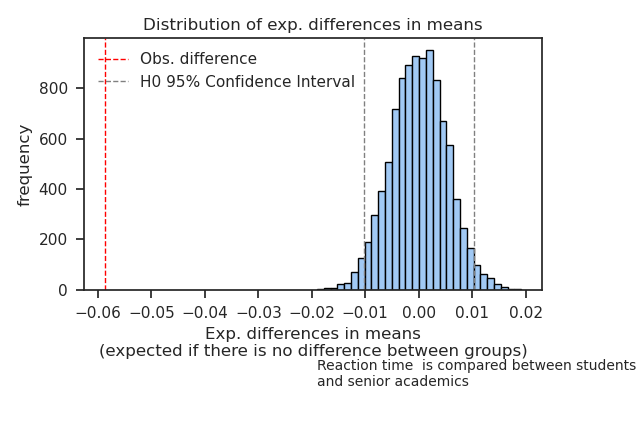 Distribution of exp. differences in means
Obs. difference
H0 95% Confidence Interval
frequency
800
600
400
200
0
−0.06 −0.05 −0.04 −0.03 −0.02 −0.01 0.00 0.01 0.02
Exp. differences in means
(expected if there is no difference between groups)
Reaction time  is compared between students
and senior academics